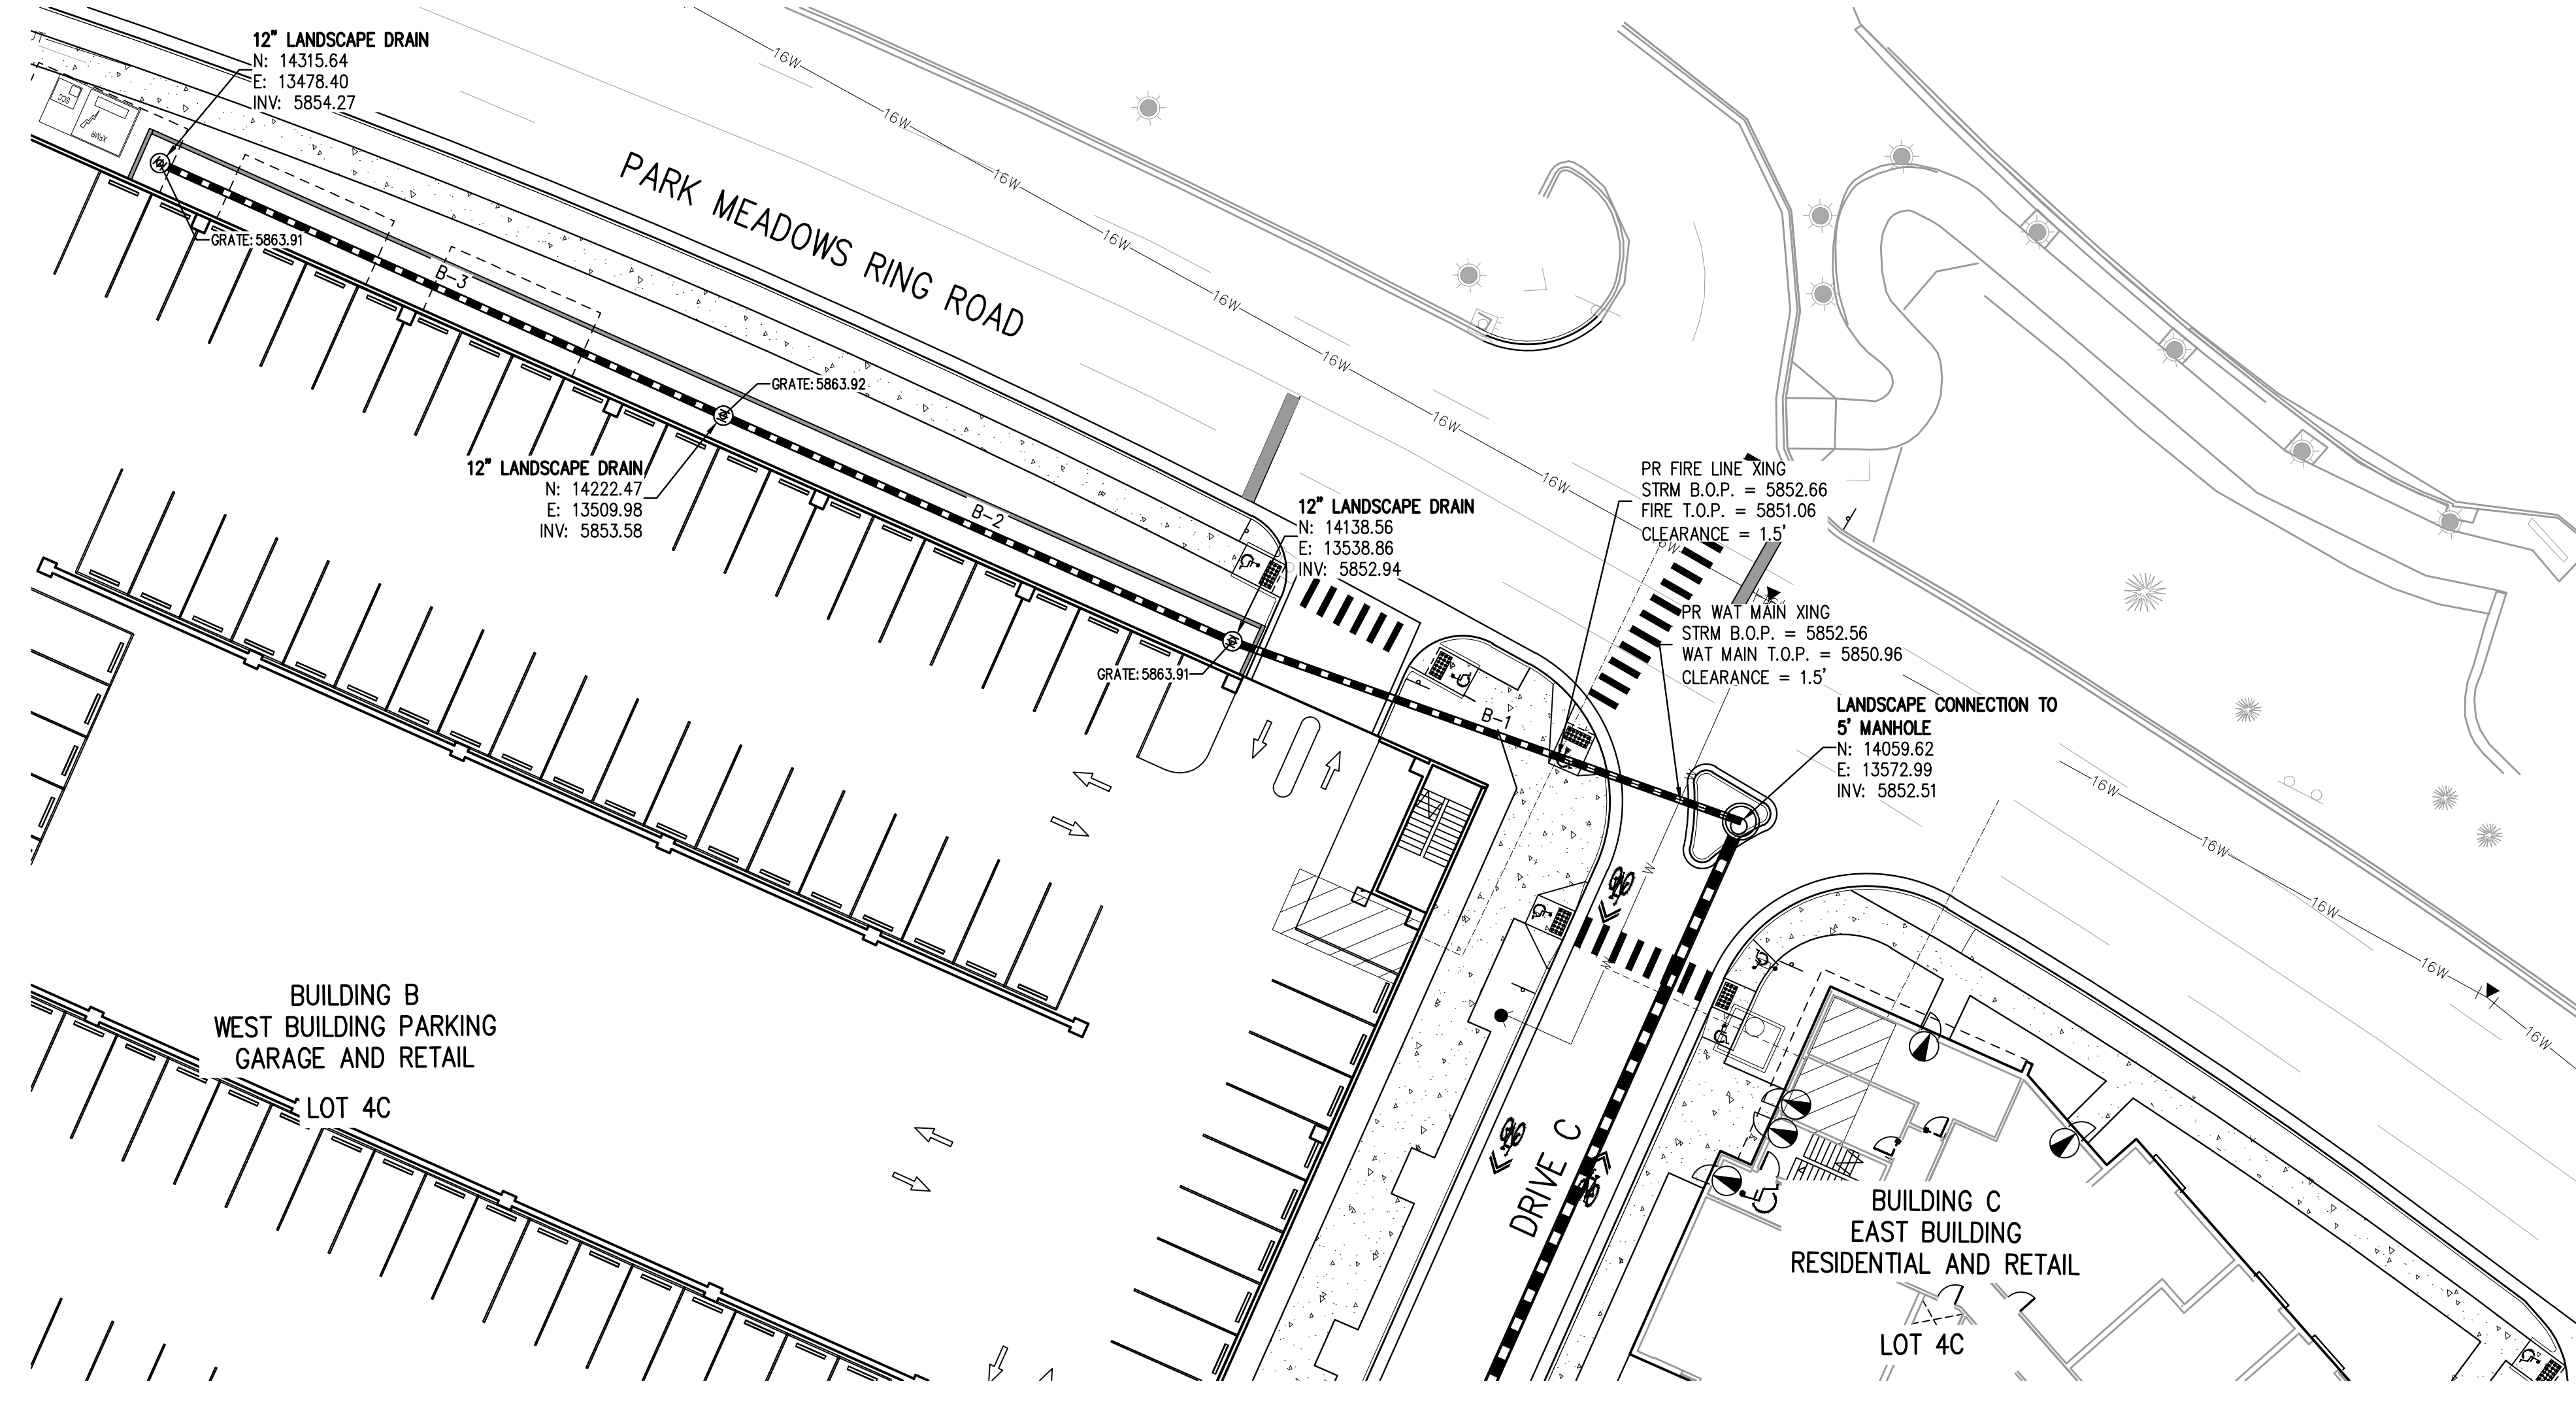 12" LANDSCAPE DRAIN
N: 14315.64
E: 13478.40
INV: 5854.27
SCC
XFMR
GRATE: 5863.91
B-3
PARK MEADOWS RING ROAD
16W
16W
16W
16W
16W
16W
16W
16W
GRATE: 5863.92
12" LANDSCAPE DRAIN
N: 14222.47
E: 13509.98
INV: 5853.58
B-2
12" LANDSCAPE DRAIN
N: 14138.56
E: 13538.86
INV: 5852.94
GRATE: 5863.91
PR FIRE LINE XING
STRM B.O.P. = 5852.66
FIRE T.O.P. = 5851.06
CLEARANCE = 1.5'
PR WAT MAIN XING
STRM B.O.P. = 5852.56
WAT MAIN T.O.P. = 5850.96
CLEARANCE = 1.5'
B-1
LANDSCAPE CONNECTION TO
5' MANHOLE
N: 14059.62
E: 13572.99
INV: 5852.51
16W
16W
16W
16W
16W
W
W
BUILDING B
WEST BUILDING PARKING
GARAGE AND RETAIL
LOT 4C
DRIVE C
BUILDING C
EAST BUILDING
RESIDENTIAL AND RETAIL
LOT 4C